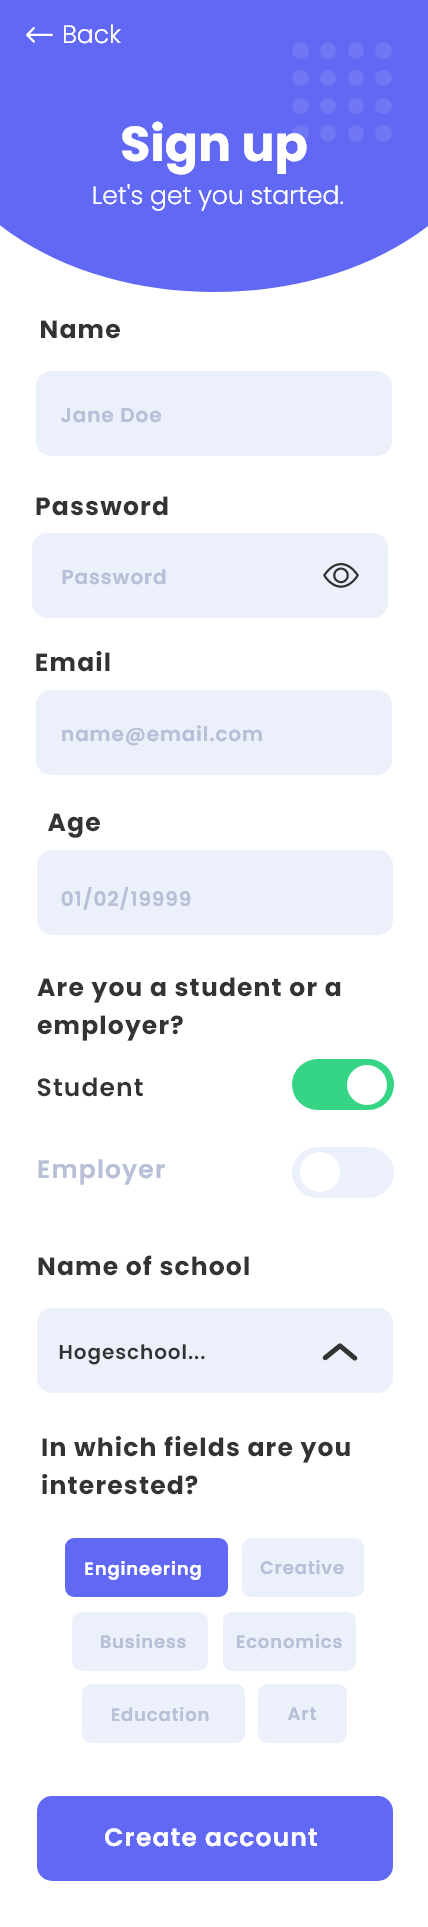 Back
Sign up
Let's get you started.
Name
Jane Doe
Password
Password
Email
name@email.com
Age
01/02/19999
Are you a student or a
employer?
Student
Employer
Name of school
Hogeschool...
In which fields are you
interested?
Engineering
Creative
Business
Economics
Education
Art
Create account